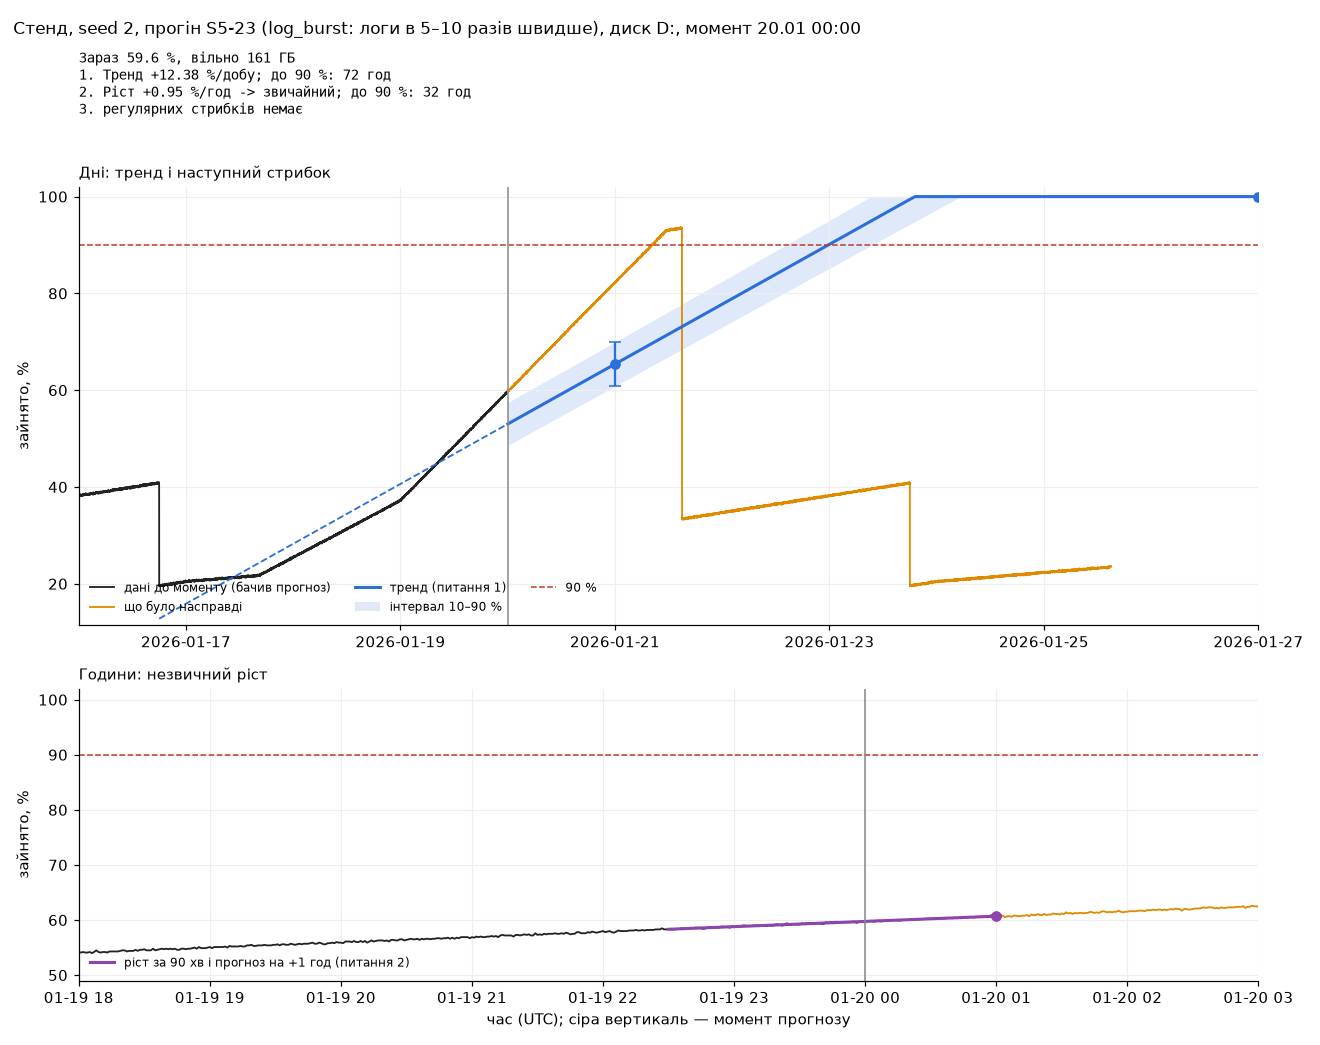 Стенд, seed 2, прогін S5-23 (log_burst: логи в 5–10 разів швидше), диск D:, момент 20.01 00:00
Зараз 59.6 %, вільно 161 ГБ
1. Тренд +12.38 %/добу; до 90 %: 72 год
2. Ріст +0.95 %/год -> звичайний; до 90 %: 32 год
3. регулярних стрибків немає
Дні: тренд і наступний стрибок
100
80
60
40
20
зайнято, %
дані до моменту (бачив прогноз)
що було насправді
тренд (питання 1)
інтервал 10–90 %
90 %
2026-01-17 2026-01-19 2026-01-21 2026-01-23 2026-01-25 2026-01-27
Години: незвичний ріст
100
90
80
70
60
50
зайнято, %
ріст за 90 хв і прогноз на +1 год (питання 2)
01-19 18 01-19 19 01-19 20 01-19 21 01-19 22 01-19 23 01-20 00 01-20 01 01-20 02 01-20 03
час (UTC); сіра вертикаль — момент прогнозу